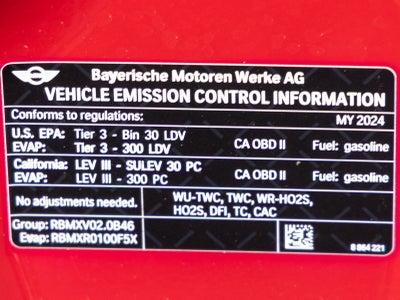 Bayerische Motoren Werke AG
VEHICLE EMISSION CONTROL INFORMATION
Conforms to regulations: MY 2024
U.S. EPA: Tier 3 - Bin 30 LDV CA OBD II Fuel: gasoline
EVAP: Tier 3 - 300 LDV
California: LEV III - SULEV 30 PC CA OBD II Fuel: gasoline
EVAP: LEV III - 300 PC
No adjustments needed. WU-TWC, TWC, WR-HO2S,
HO2S, DFI, TC, CAC
Group: RBMXV02.0B46
Evap: RBMXR0100F5X
8 864 221